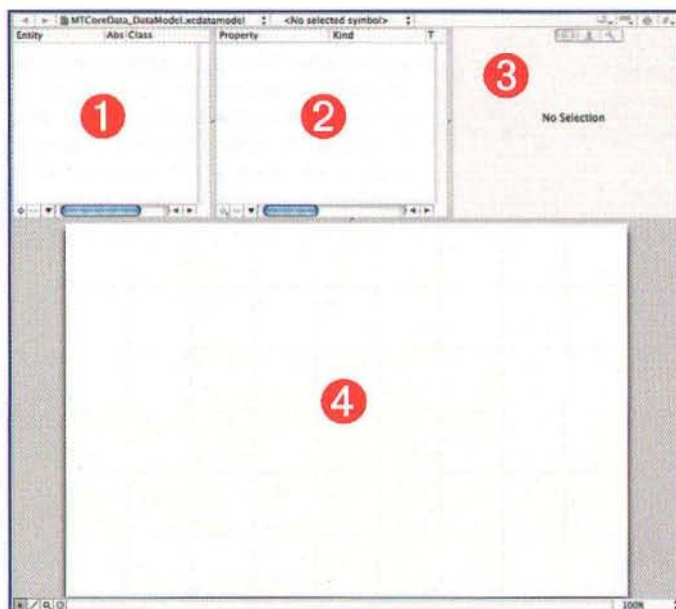 MTCoreData_DataModel.xcdatamodel <No selected symbol>
Entity Abs Class
Property Kind T
1
2
3
No Selection
4
100%